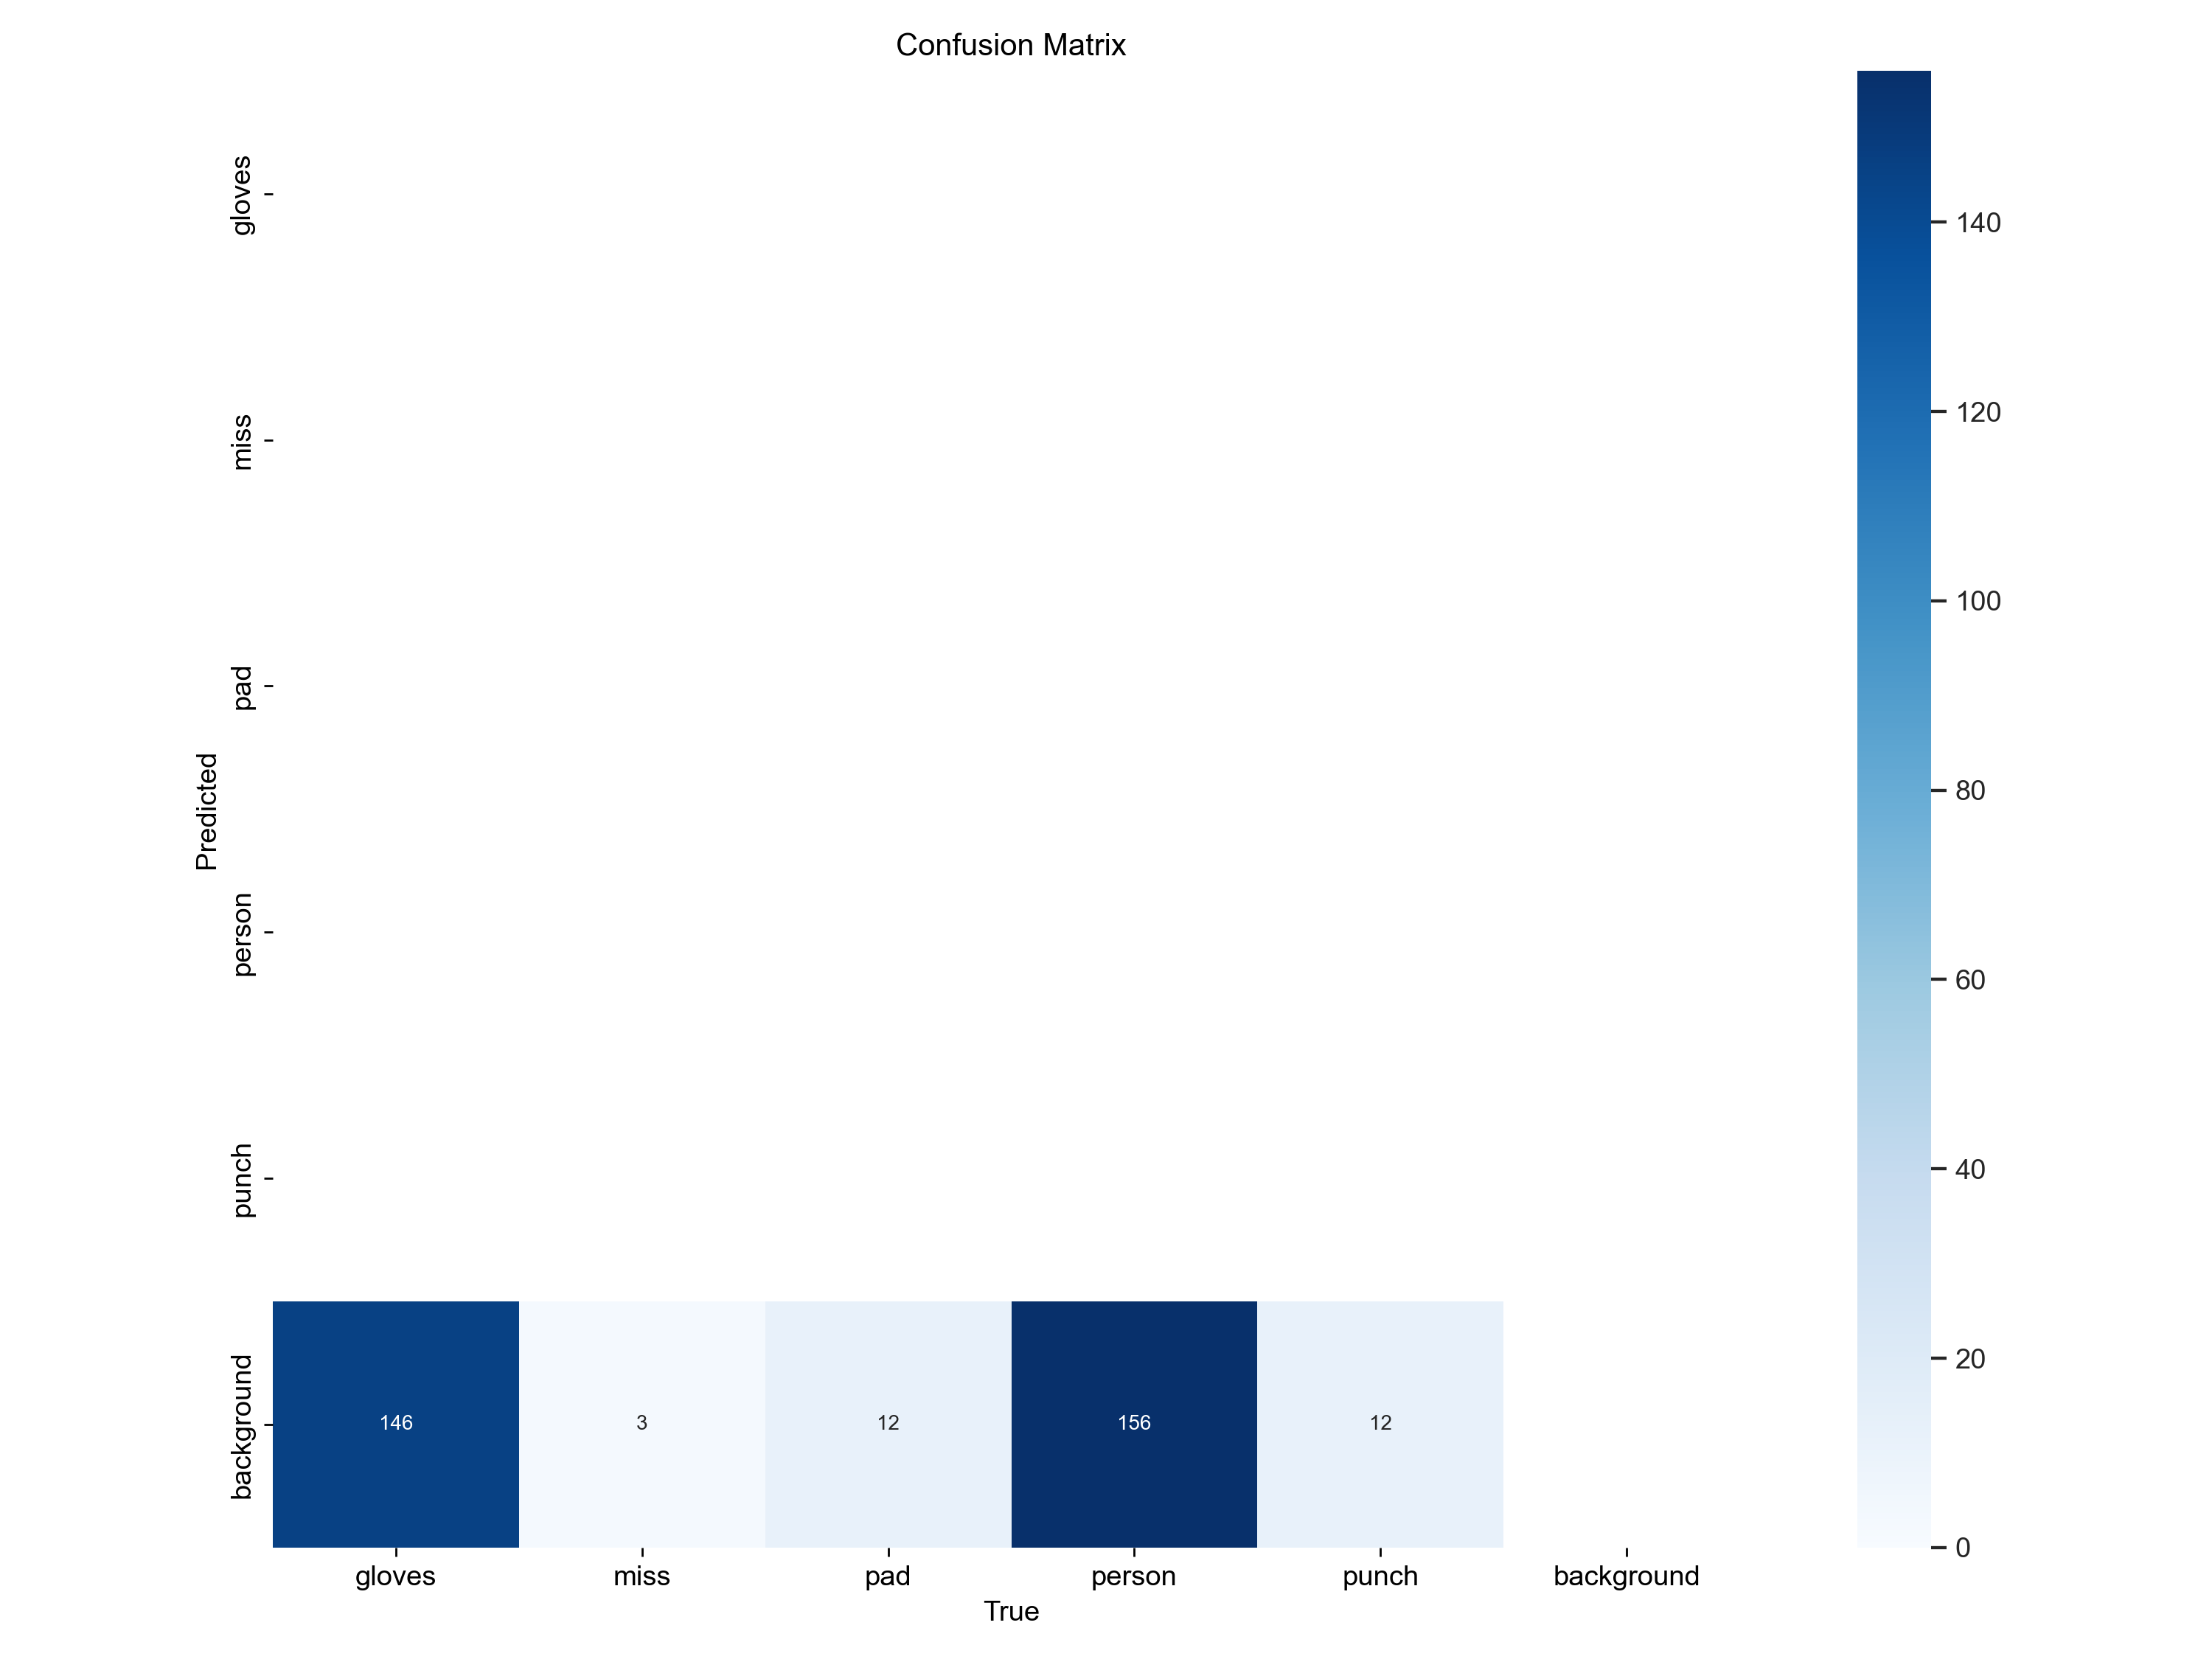 Confusion Matrix
gloves
miss
pad
person
punch
background
Predicted
146 3 12 156 12
gloves miss pad person punch background
True
140
120
100
80
60
40
20
0